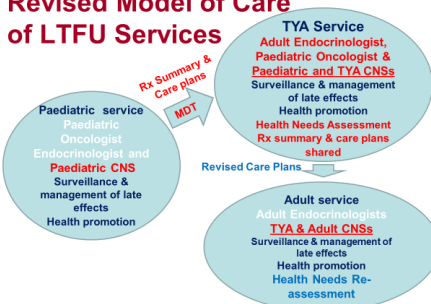 Revised Model of Care
of LTFU Services
Rx Summary &
Care plans
MDT
Paediatric service
Paediatric
Oncologist
Endocrinologist and
Paediatric CNS
Surveillance &
management of late
effects
Health promotion
TYA Service
Adult Endocrinologist,
Paediatric Oncologist &
Paediatric and TYA CNSs
Surveillance & management
of late effects
Health promotion
Health Needs Assessment
Rx summary & care plans
shared
Revised Care Plans
Adult service
Adult Endocrinologists
TYA & Adult CNSs
Surveillance & management of
late effects
Health promotion
Health Needs Re-
assessment